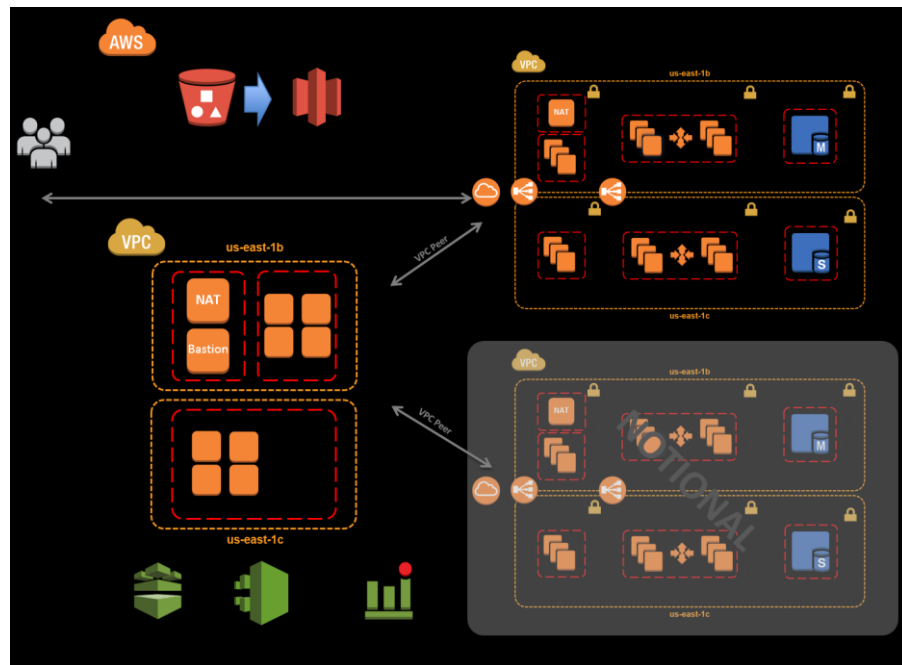 AWS
VPC
us-east-1b
NAT
M
S
us-east-1c
VPC Peer
VPC
us-east-1b
NAT
Bastion
us-east-1c
VPC Peer
VPC
us-east-1b
NAT
M
NOTIONAL
S
us-east-1c